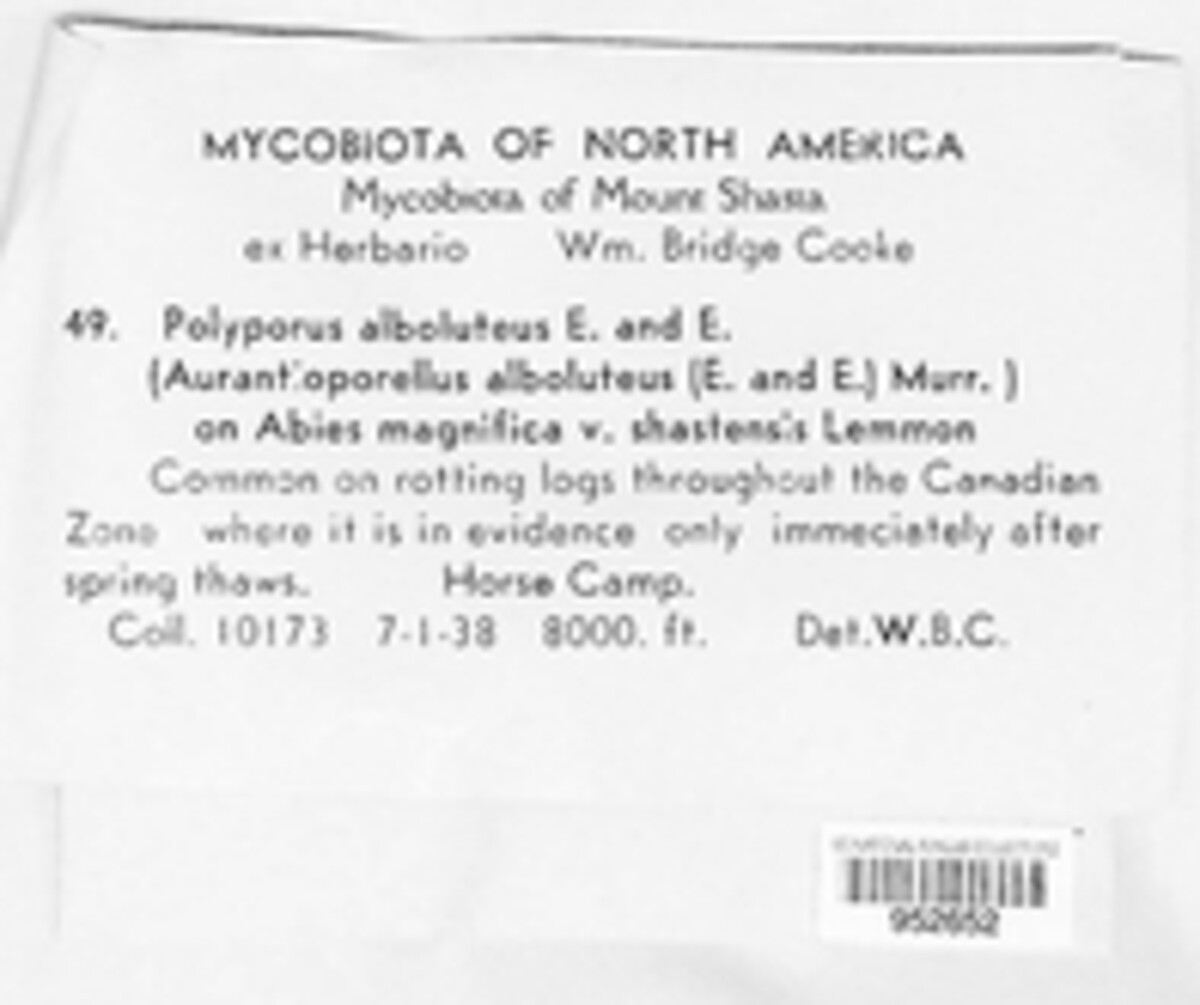 MYCOBIOTA OF NORTH AMERICA
Mycobiota of Mount Shasta
ex Herbario Wm. Bridge Cooke
49. Polyporus alboluteus E. and E.
(Aurantioporellus alboluteus (E. and E.) Murr. )
on Abies magnifica v. shastensis Lemmon
Common on rotting logs throughout the Canadian
Zone where it is in evidence only immediately after
spring thaws. Horse Camp.
Coll. 10173 7-1-38 8000. ft. Det.W.B.C.
952652